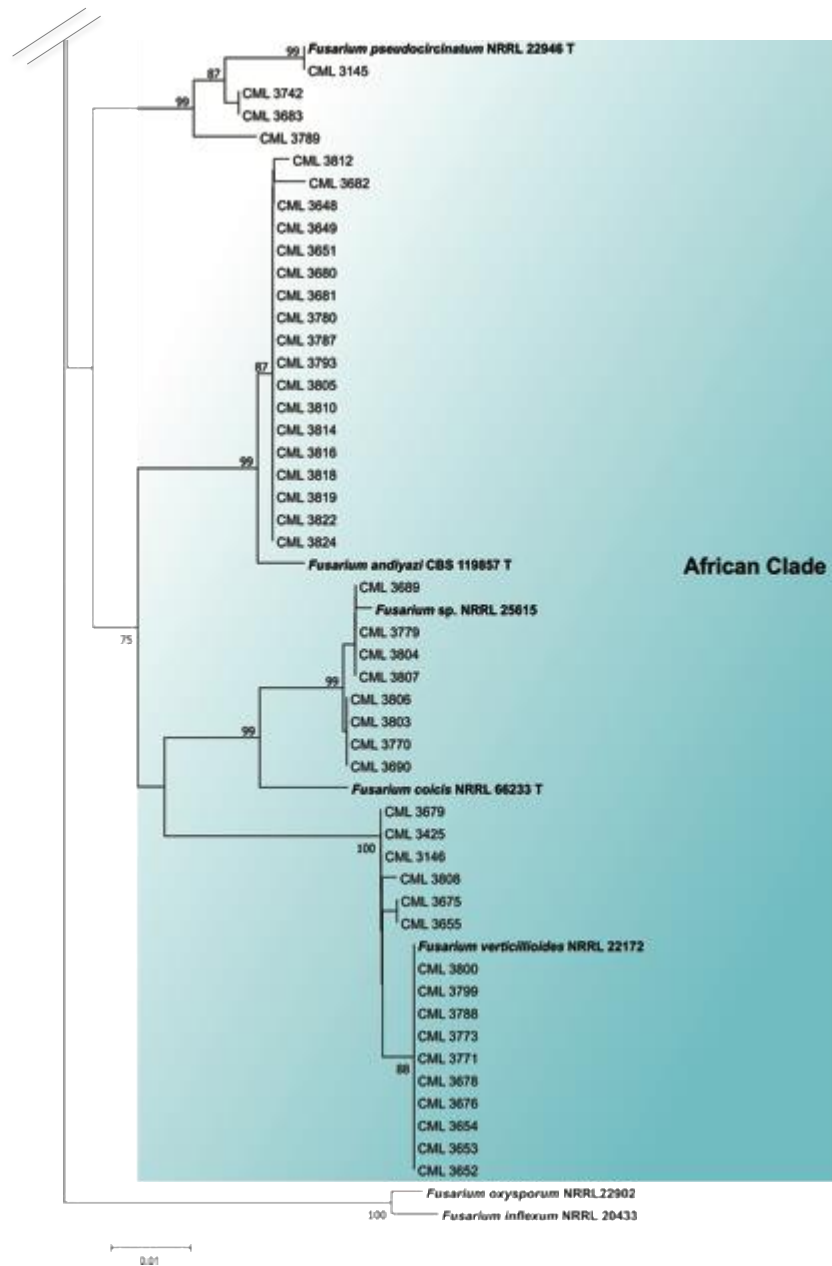 99 Fusarium pseudocircinatum NRRL 22946 T
CML 3145
87
CML 3742
99
CML 3683
CML 3789
CML 3812
CML 3682
CML 3648
CML 3649
CML 3651
CML 3680
CML 3681
CML 3780
CML 3787
87 CML 3793
CML 3805
CML 3810
CML 3814
CML 3816
99
CML 3818
CML 3819
CML 3822
CML 3824
Fusarium andiyazi CBS 119857 T
African Clade
CML 3689
Fusarium sp. NRRL 25615
75
CML 3779
CML 3804
CML 3807
99
CML 3806
CML 3803
99
CML 3770
CML 3690
Fusarium coicis NRRL 66233 T
CML 3679
CML 3425
100
CML 3146
CML 3808
CML 3675
CML 3655
Fusarium verticillioides NRRL 22172
CML 3800
CML 3799
CML 3788
CML 3773
CML 3771
88
CML 3678
CML 3676
CML 3654
CML 3653
CML 3652
Fusarium oxysporum NRRL22902
100
Fusarium inflexum NRRL 20433
0.01